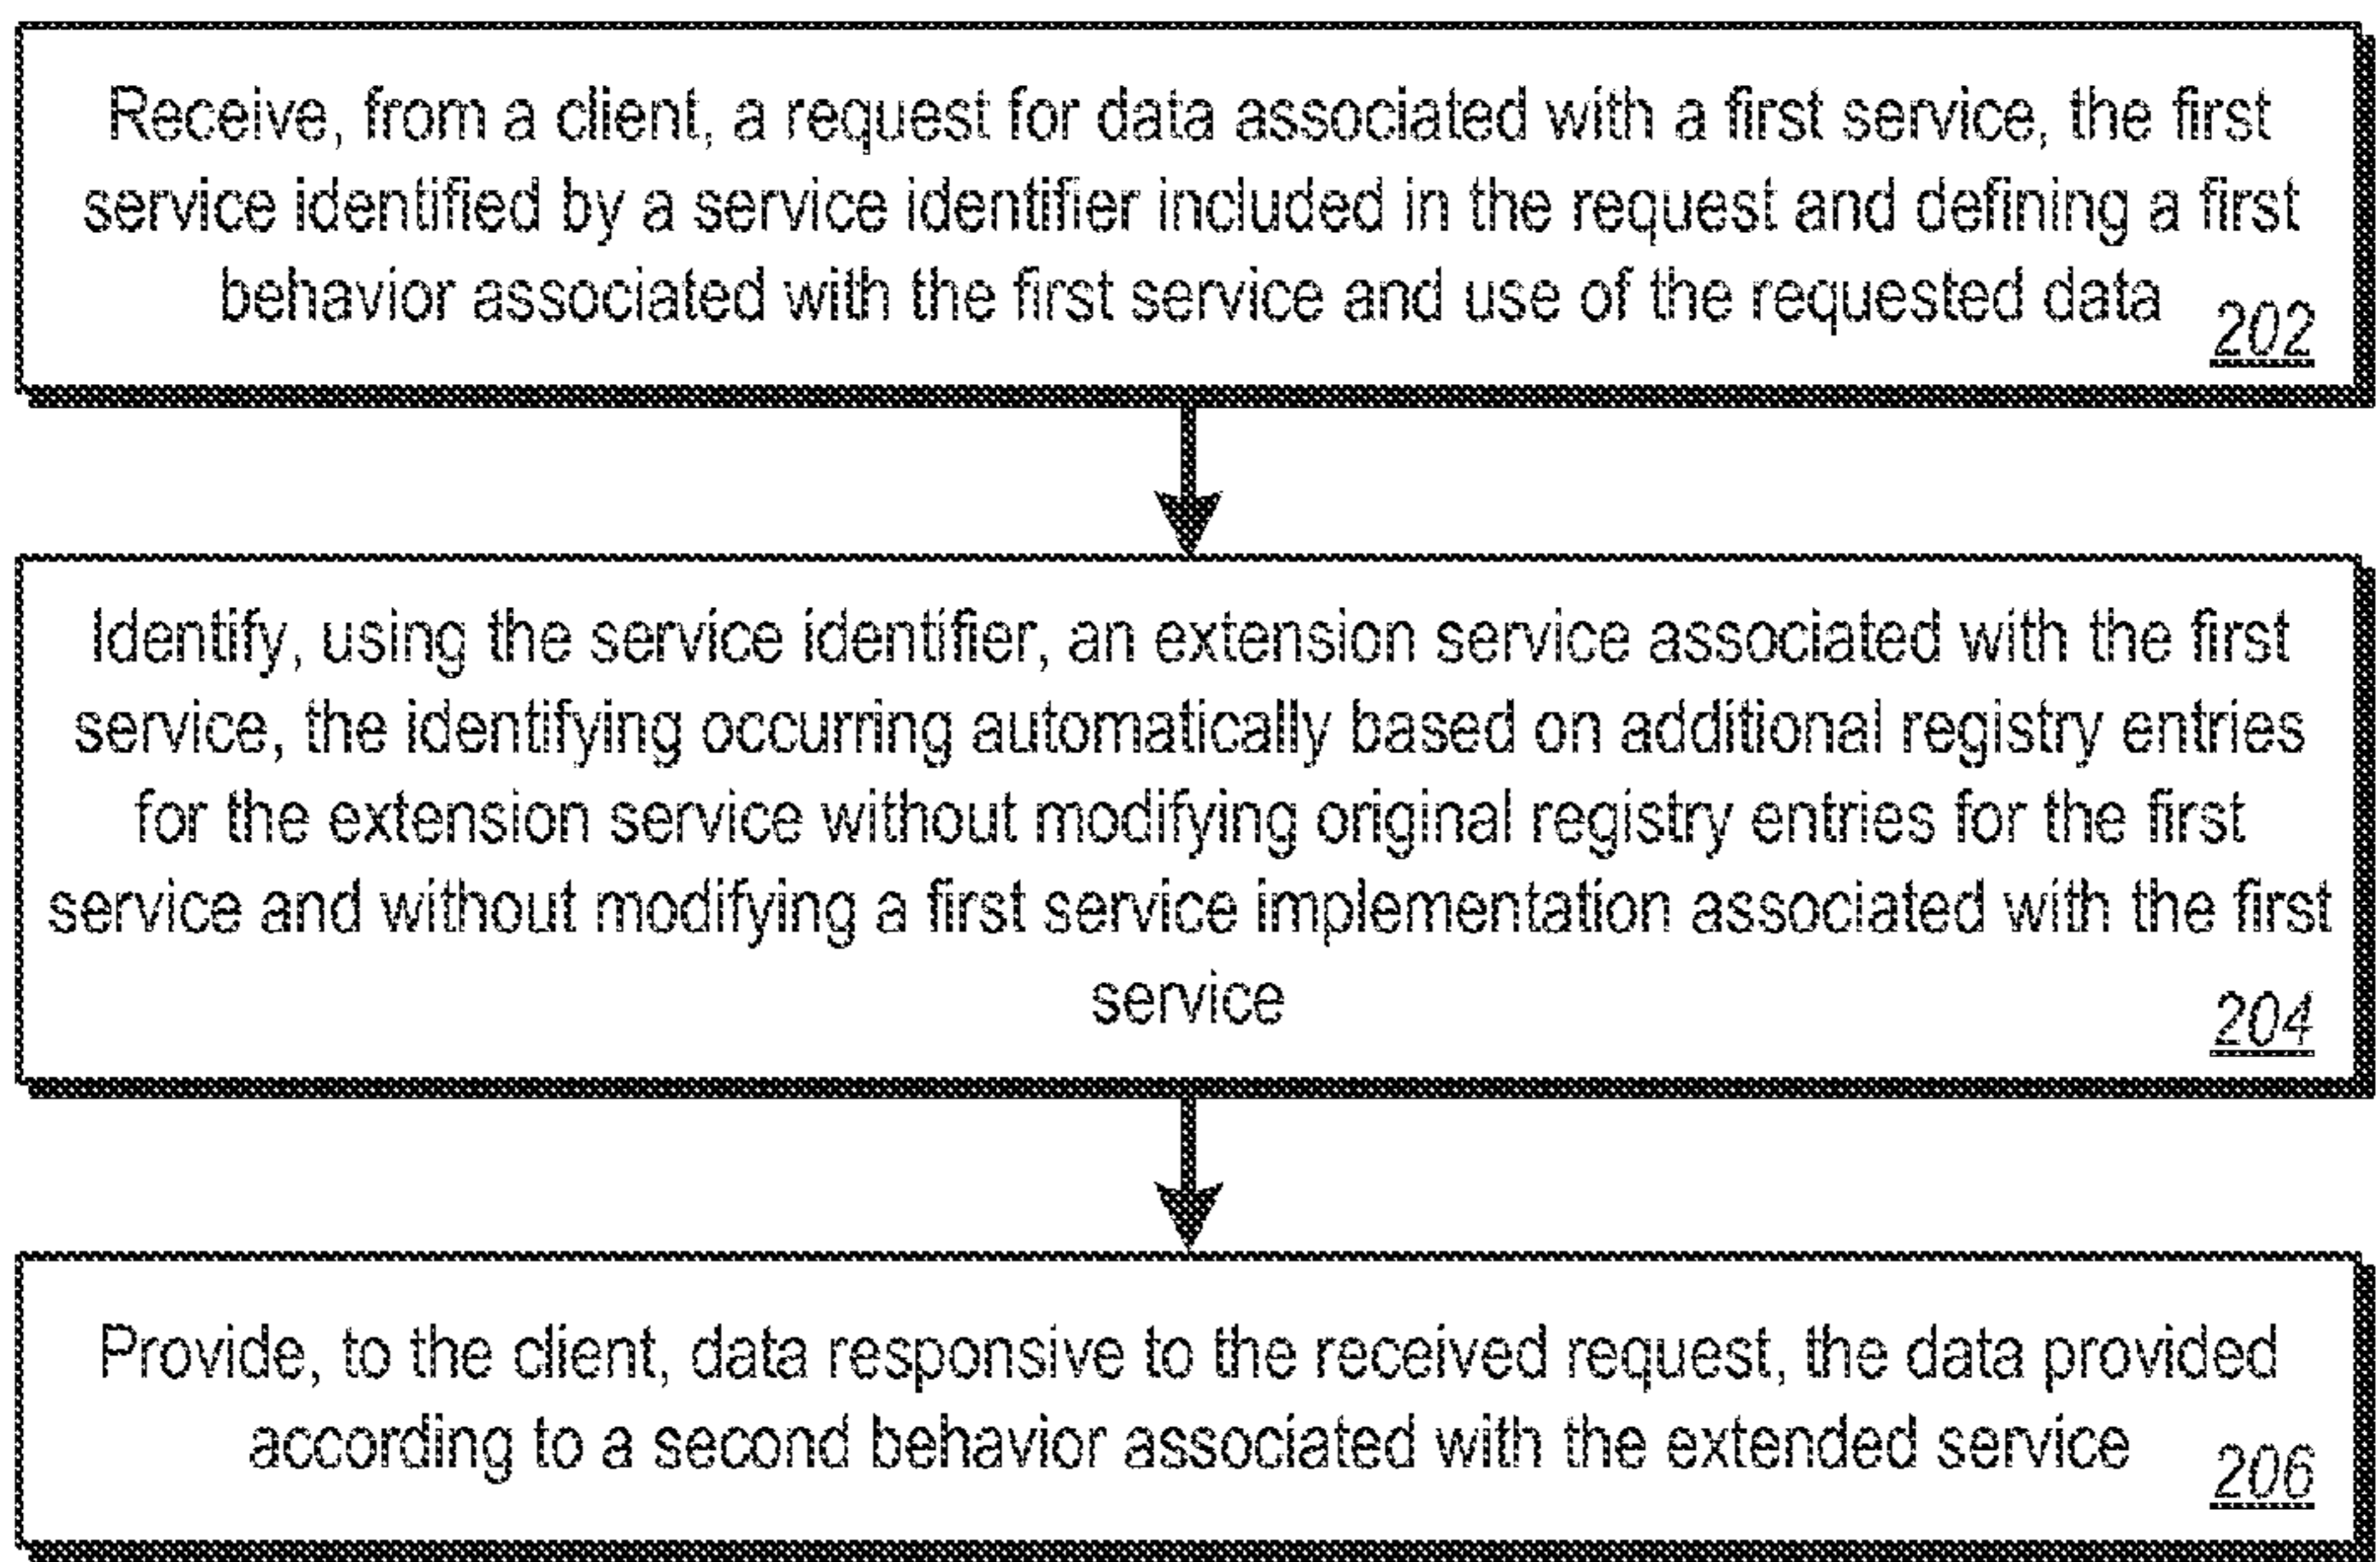 Receive, from a client, a request for data associated with a first service, the first
service identified by a service identifier included in the request and defining a first
behavior associated with the first service and use of the requested data
202
Identify, using the service identifier, an extension service associated with the first
service, the identifying occurring automatically based on additional registry entries
for the extension service without modifying original registry entries for the first
service and without modifying a first service implementation associated with the first
service
204
Provide, to the client, data responsive to the received request, the data provided
according to a second behavior associated with the extended service
206